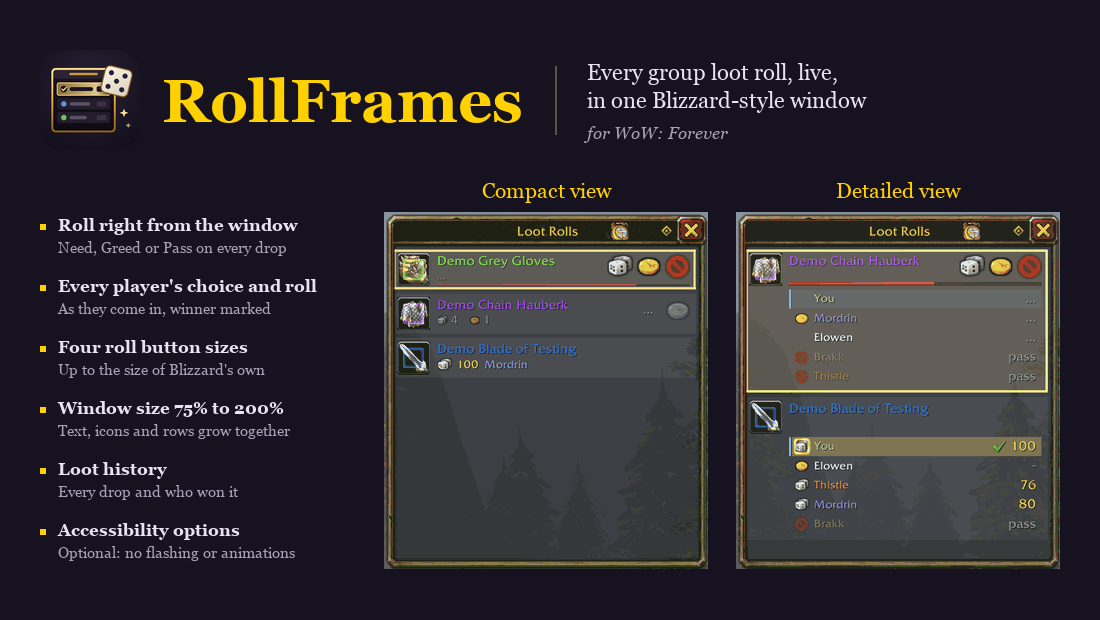 RollFrames
Every group loot roll, live,
in one Blizzard-style window
for WoW: Forever
Roll right from the window
Need, Greed or Pass on every drop
Every player's choice and roll
As they come in, winner marked
Four roll button sizes
Up to the size of Blizzard's own
Window size 75% to 200%
Text, icons and rows grow together
Loot history
Every drop and who won it
Accessibility options
Optional: no flashing or animations
Compact view
Loot Rolls
Demo Grey Gloves
...
Demo Chain Hauberk
...
4 1
Demo Blade of Testing
100 Mordrin
Detailed view
Loot Rolls
Demo Chain Hauberk
You ...
Mordrin ...
Elowen ...
Brakk pass
Thistle pass
Demo Blade of Testing
You 100
Elowen -
Thistle 76
Mordrin 80
Brakk pass